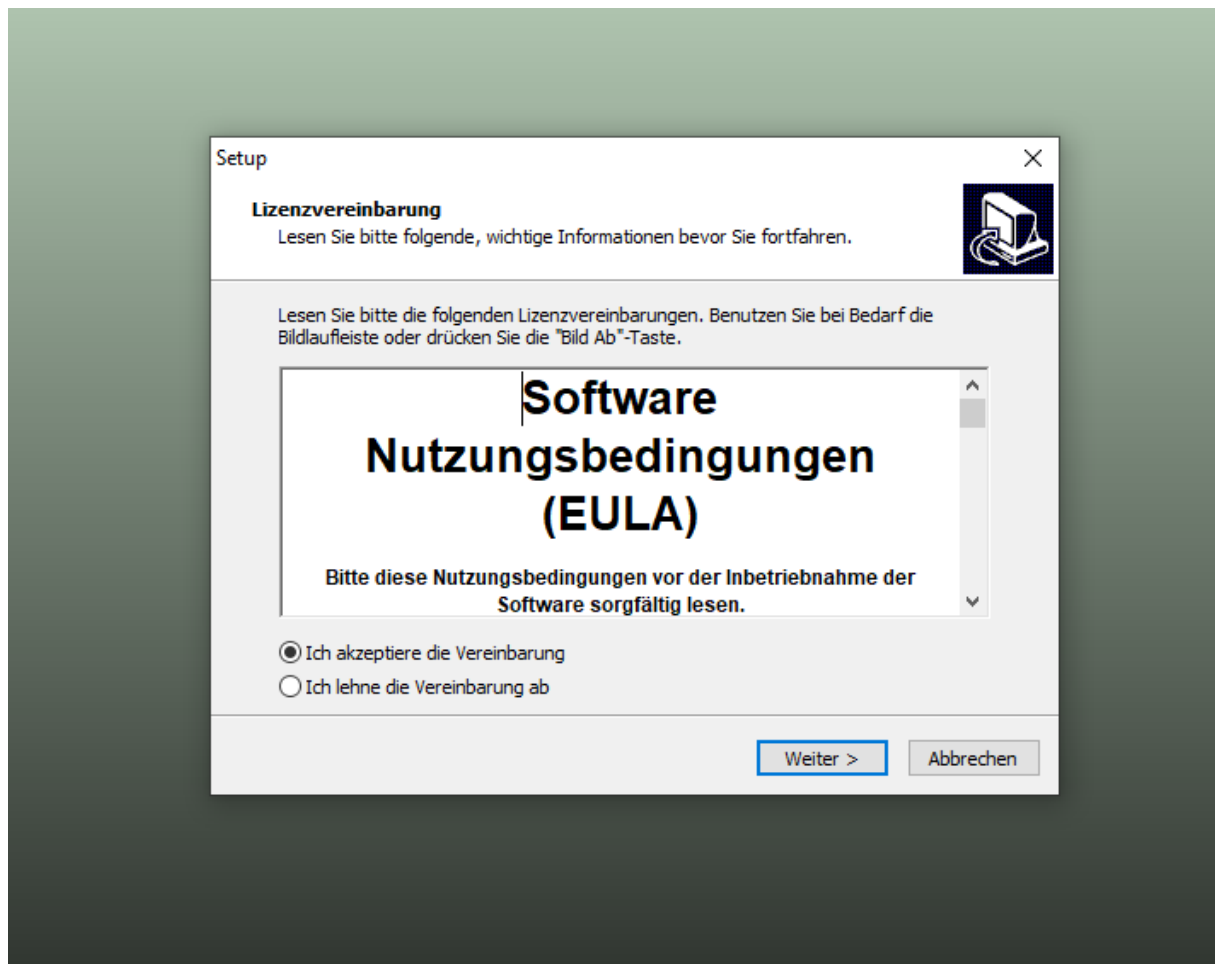 Setup
Lizenzvereinbarung
Lesen Sie bitte folgende, wichtige Informationen bevor Sie fortfahren.
Lesen Sie bitte die folgenden Lizenzvereinbarungen. Benutzen Sie bei Bedarf die
Bildlaufleiste oder drücken Sie die "Bild Ab"-Taste.
Software
Nutzungsbedingungen
(EULA)
Bitte diese Nutzungsbedingungen vor der Inbetriebnahme der
Software sorgfältig lesen.
Ich akzeptiere die Vereinbarung
Ich lehne die Vereinbarung ab
Weiter >
Abbrechen